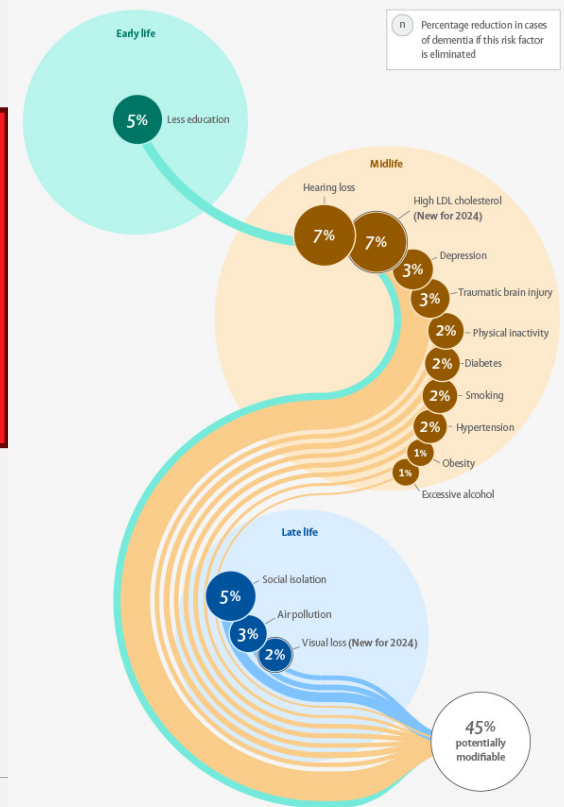 Early life
n
Percentage reduction in cases
of dementia if this risk factor
is eliminated
5%
Less education
Midlife
Hearing loss
7%
High LDL cholesterol
(New for 2024)
7%
Depression
3%
Traumatic brain injury
3%
Physical inactivity
2%
Diabetes
2%
Smoking
2%
Hypertension
2%
Obesity
1%
Excessive alcohol
1%
Late life
Social isolation
5%
Air pollution
3%
Visual loss (New for 2024)
2%
45%
potentially
modifiable